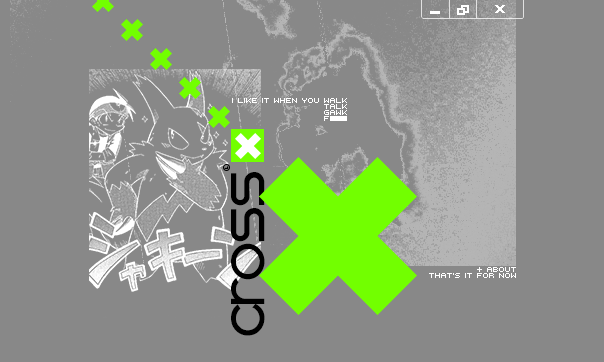 I LIKE IT WHEN YOU WALK
TALK
GAWK
F
cross
シャキー
+ ABOUT
THAT'S IT FOR NOW